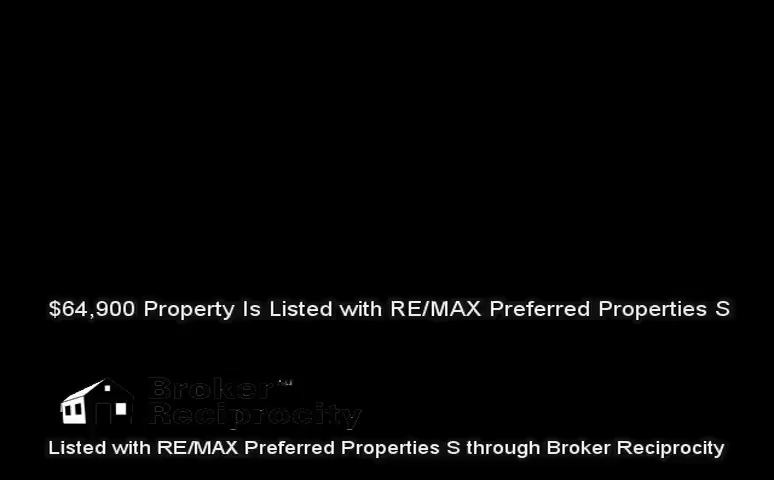 $64,900 Property Is Listed with RE/MAX Preferred Properties S
Broker™
Reciprocity
Listed with RE/MAX Preferred Properties S through Broker Reciprocity